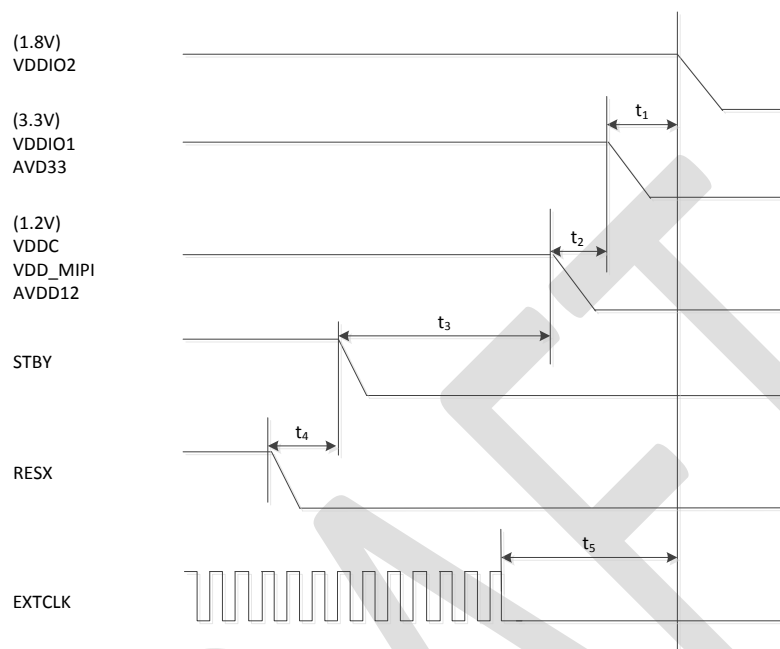 (1.8V)
VDDIO2
(3.3V)
VDDIO1
AVD33
t₁
(1.2V)
VDDC
VDD_MIPI
AVDD12
t₂
STBY
t₃
RESX
t₄
EXTCLK
t₅